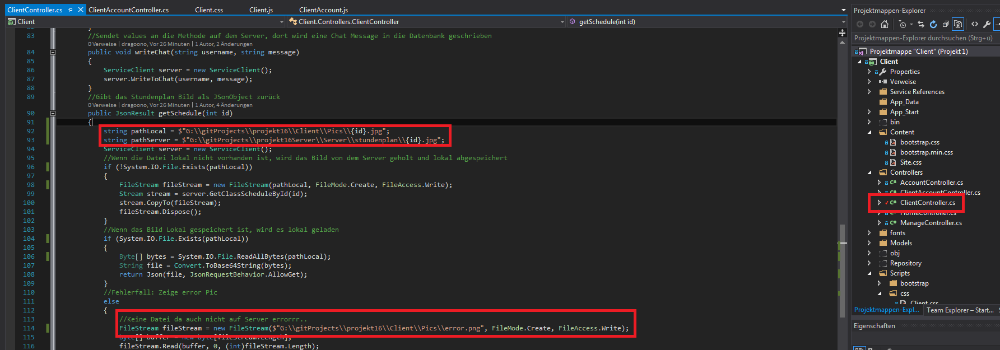 ClientController.cs ClientAccountController.cs Client.css Client.js ClientAccount.js
Client Client.Controllers.ClientController getSchedule(int id)
82 }
83 //Sendet values an die Methode auf dem Server, dort wird eine Chat Message in die Datenbank geschrieben
0 Verweise | dragoono, Vor 26 Minuten | 1 Autor, 2 Änderungen
84 public void writeChat(string username, string message)
85 {
86 ServiceClient server = new ServiceClient();
87 server.WriteToChat(username, message);
88 }
89 //Gibt das Stundenplan Bild als JSonObject zurück
0 Verweise | dragoono, Vor 26 Minuten | 1 Autor, 4 Änderungen
90 public JsonResult getSchedule(int id)
91 {
92 string pathLocal = $"G:\\gitProjects\\projekt16\\Client\\Pics\\{id}.jpg";
93 string pathServer = $"G:\\gitProjects\\projekt16Server\\Server\\stundenplan\\{id}.jpg";
94 ServiceClient server = new ServiceClient();
95 //Wenn die Datei lokal nicht vorhanden ist, wird das Bild von dem Server geholt und lokal abgespeichert
96 if (!System.IO.File.Exists(pathLocal))
97 {
98 FileStream fileStream = new FileStream(pathLocal, FileMode.Create, FileAccess.Write);
99 Stream stream = server.GetClassScheduleById(id);
100 stream.CopyTo(fileStream);
101 fileStream.Dispose();
102 }
103 //Wenn das Bild Lokal gespeichert ist, wird es lokal geladen
104 if (System.IO.File.Exists(pathLocal))
105 {
106 Byte[] bytes = System.IO.File.ReadAllBytes(pathLocal);
107 String file = Convert.ToBase64String(bytes);
108 return Json(file, JsonRequestBehavior.AllowGet);
109 }
110 //Fehlerfall: Zeige error Pic
111 else
112 {
113 //Keine Datei da auch nicht auf Server errorrr..
114 FileStream fileStream = new FileStream($"G:\\gitProjects\\projekt16\\Client\\Pics\\error.png", FileMode.Create, FileAccess.Write);
115 byte[] buffer = new byte[fileStream.Length];
116 fileStream.Read(buffer, 0, (int)fileStream.Length);
Projektmappen-Explorer
Projektmappen-Explorer durchsuchen (Strg+ü)
Projektmappe "Client" (Projekt 1)
Client
Properties
Verweise
Service References
App_Data
App_Start
bin
Content
bootstrap.css
bootstrap.min.css
Site.css
Controllers
AccountController.cs
ClientAccountController.cs
ClientController.cs
HomeController.cs
ManageController.cs
fonts
Models
obj
Repository
Scripts
bootstrap
css
Client.css
Projektmappen-Expl... Team Explorer – Start...
Eigenschaften